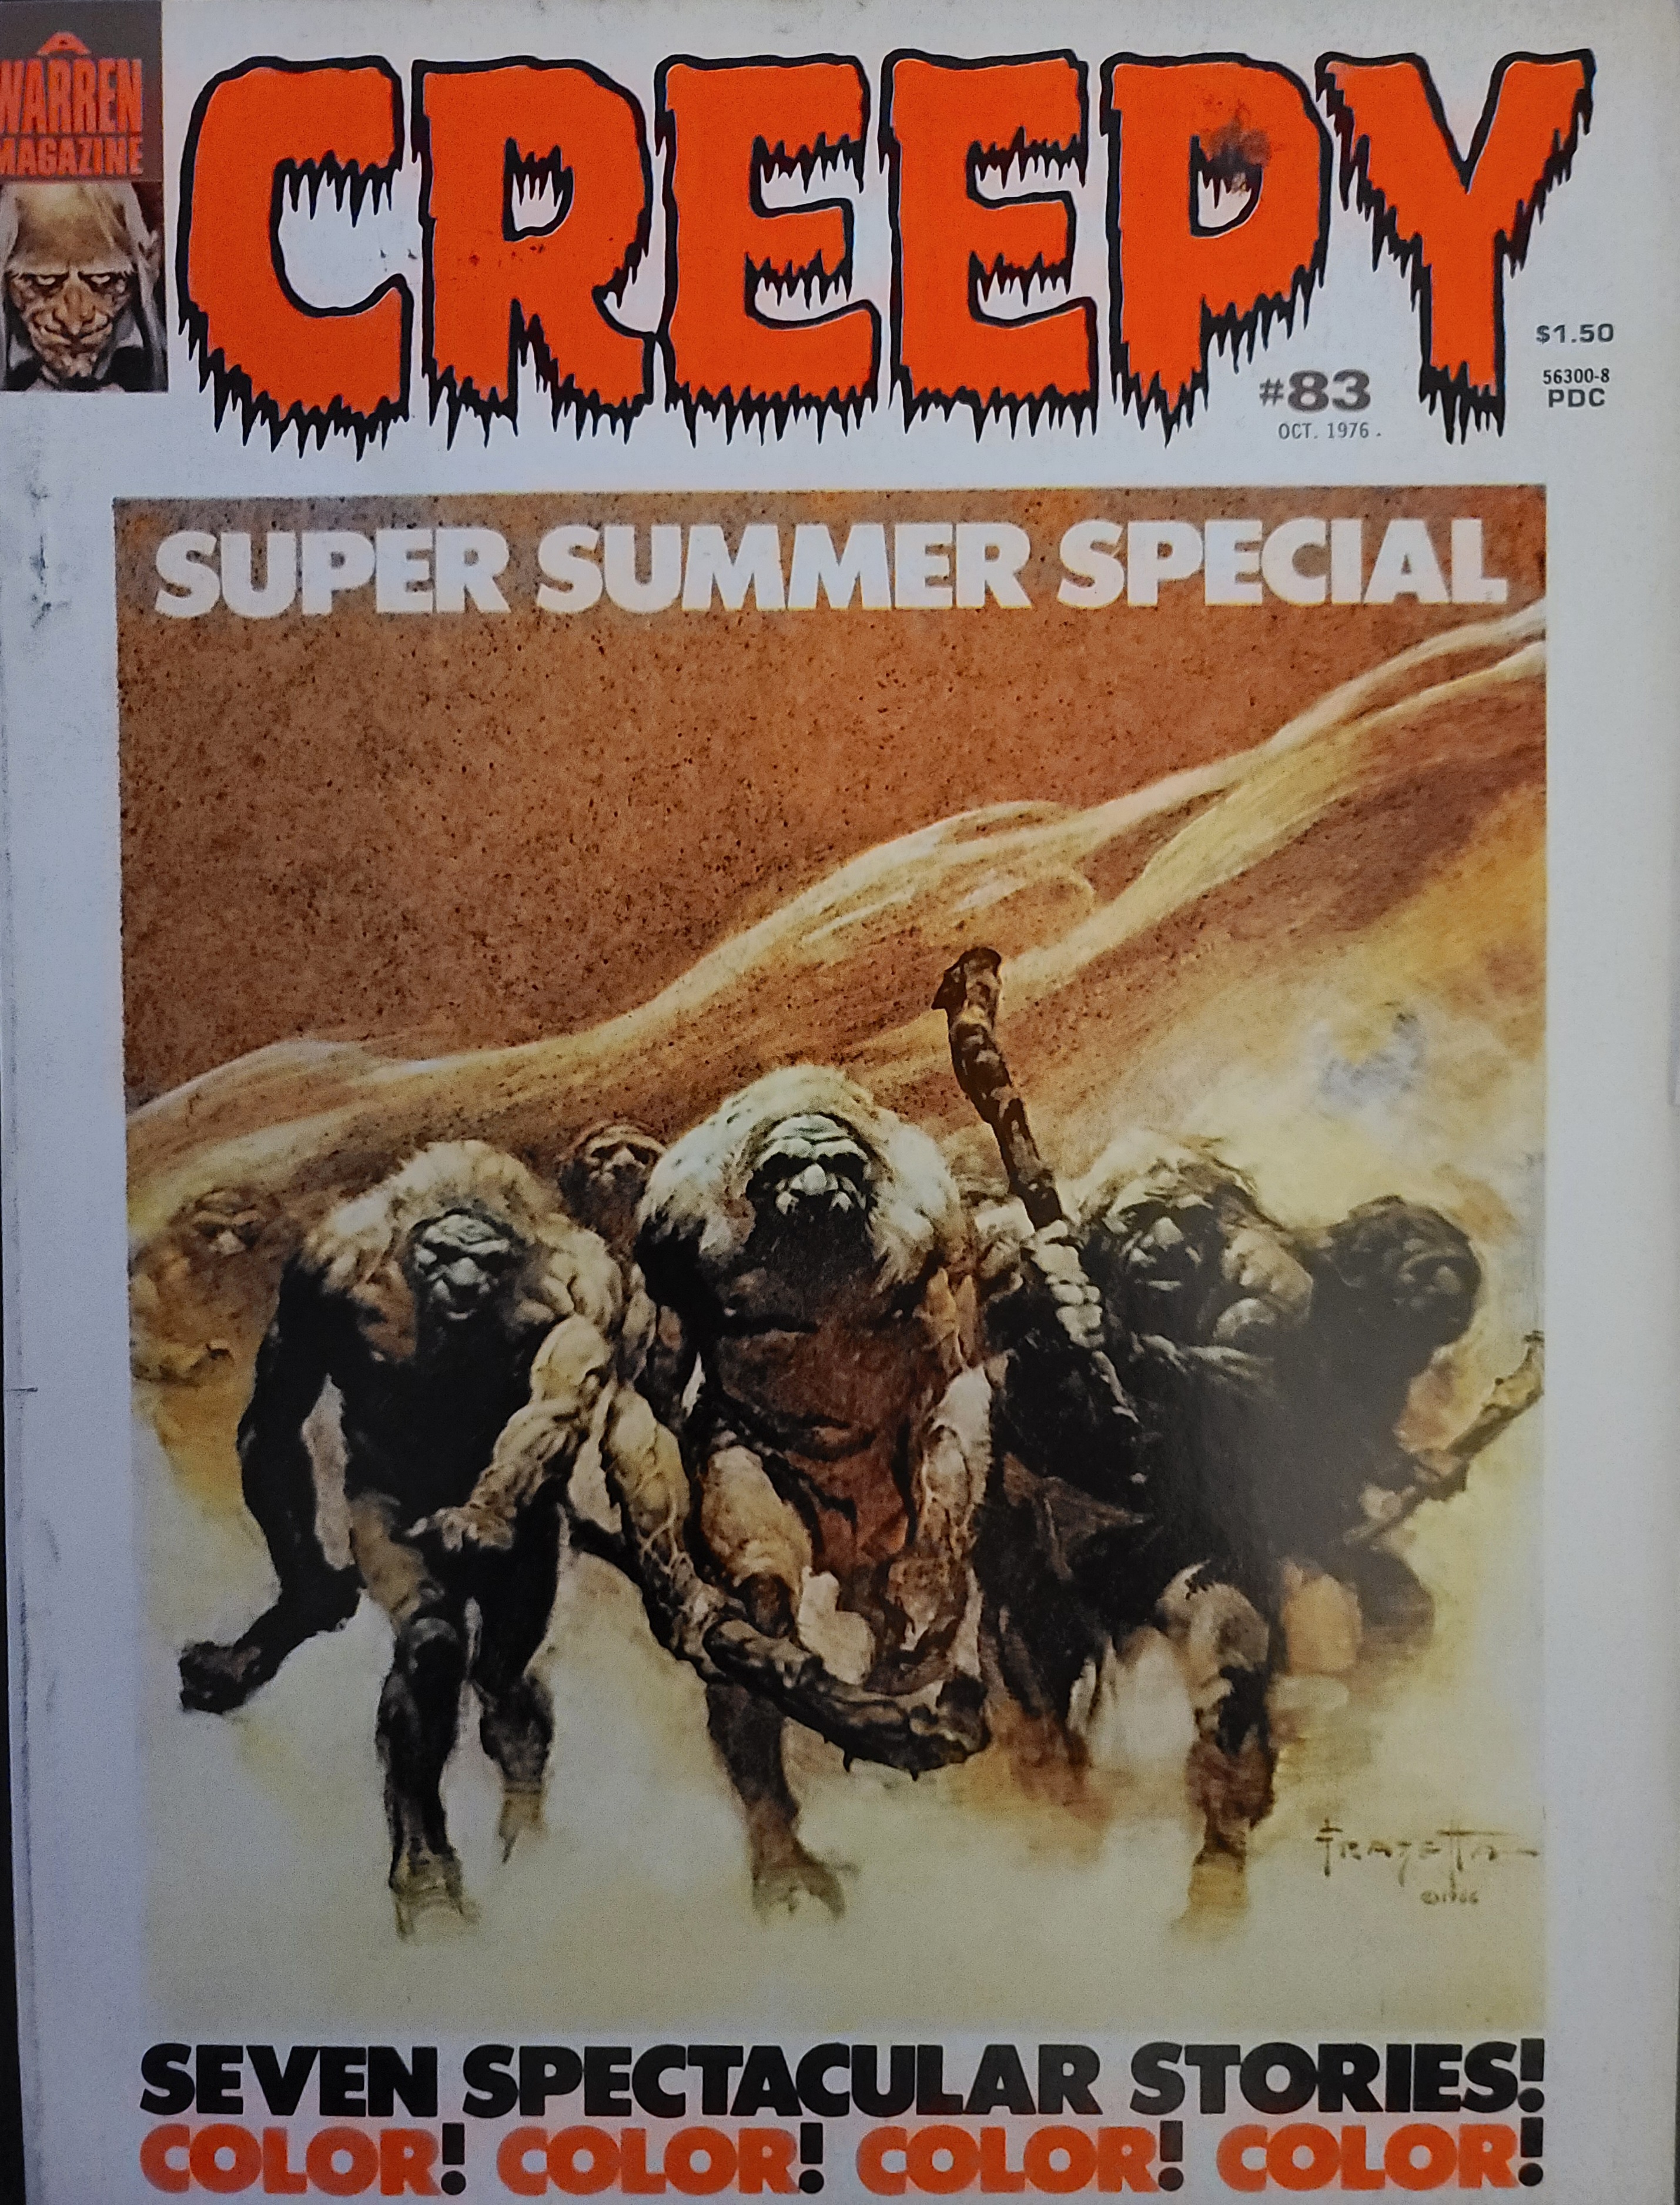 A
WARREN
MAGAZINE
CREEPY
$1.50
56300-8
PDC
#83
OCT. 1976.
SUPER SUMMER SPECIAL
FRAZETTA
©1966
SEVEN SPECTACULAR STORIES!
COLOR! COLOR! COLOR! COLOR!